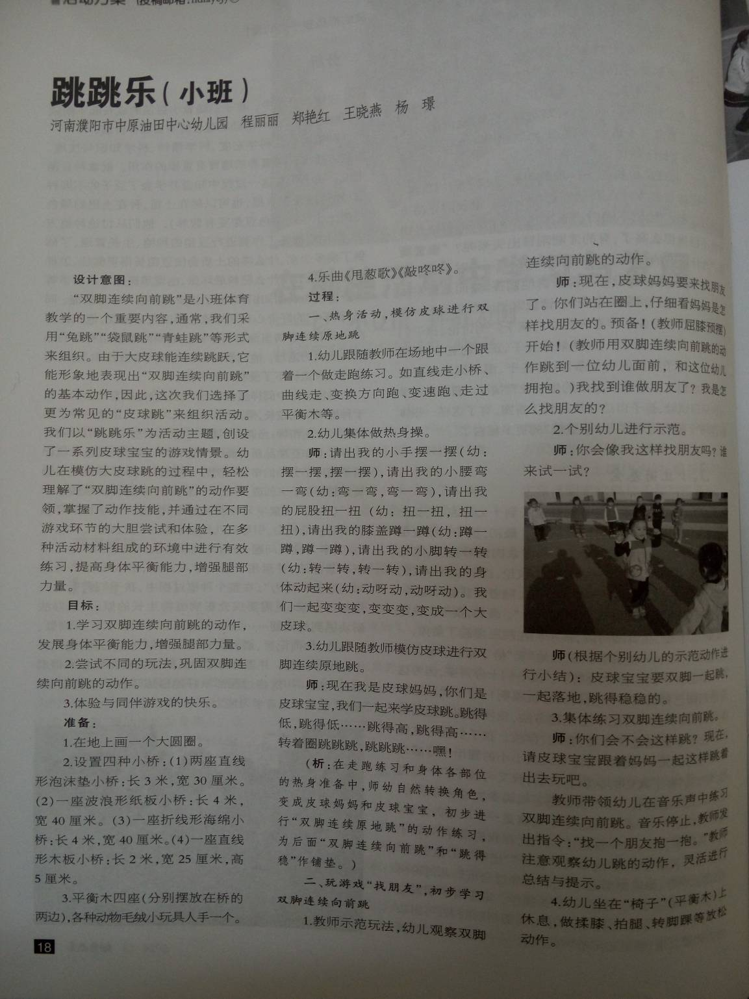 跳跳乐（小班）
河南濮阳市中原油田中心幼儿园 程丽丽 郑艳红 王晓燕 杨 璟
设计意图：
“双脚连续向前跳”是小班体育
教学的一个重要内容，通常，我们采
用“兔跳”“袋鼠跳”“青蛙跳”等形式
来组织。由于大皮球能连续跳跃，它
能形象地表现出“双脚连续向前跳”
的基本动作，因此，这次我们选择了
更为常见的“皮球跳”来组织活动。
我们以“跳跳乐”为活动主题，创设
了一系列皮球宝宝的游戏情景。幼
儿在模仿大皮球跳的过程中，轻松
理解了“双脚连续向前跳”的动作要
领，掌握了动作技能，并通过在不同
游戏环节的大胆尝试和体验，在多
种活动材料组成的环境中进行有效
练习，提高身体平衡能力，增强腿部
力量。
目标：
1.学习双脚连续向前跳的动作，
发展身体平衡能力，增强腿部力量。
2.尝试不同的玩法，巩固双脚连
续向前跳的动作。
3.体验与同伴游戏的快乐。
准备：
1.在地上画一个大圆圈。
2.设置四种小桥：(1)两座直线
形泡沫垫小桥：长 3 米，宽 30 厘米。
(2)一座波浪形纸板小桥：长 4 米，
宽 40 厘米。(3)一座折线形海绵小
桥：长 4 米，宽 40 厘米。(4)一座直线
形木板小桥：长 2 米，宽 25 厘米，高
5 厘米。
3.平衡木四座（分别摆放在桥的
两边），各种动物毛绒小玩具人手一个。
18
4.乐曲《甩葱歌》《敲咚咚》。
过程：
一、热身活动，模仿皮球进行双
脚连续原地跳
1.幼儿跟随教师在场地中一个跟
着一个做走跑练习。如直线走小桥、
曲线走、变换方向跑、变速跑、走过
平衡木等。
2.幼儿集体做热身操。
师：请出我的小手摆一摆（幼：
摆一摆，摆一摆），请出我的小腰弯
一弯（幼：弯一弯，弯一弯），请出我
的屁股扭一扭（幼：扭一扭，扭一
扭），请出我的膝盖蹲一蹲（幼：蹲一
蹲，蹲一蹲），请出我的小脚转一转
（幼：转一转，转一转），请出我的身
体动起来（幼：动呀动，动呀动）。我
们一起变变变，变变变，变成一个大
皮球。
3.幼儿跟随教师模仿皮球进行双
脚连续原地跳。
师：现在我是皮球妈妈，你们是
皮球宝宝，我们一起来学皮球跳。跳得
低，跳得低……跳得高，跳得高……
转着圈跳跳跳，跳跳跳……嘿！
（析：在走跑练习和身体各部位
的热身准备中，师幼自然转换角色，
变成皮球妈妈和皮球宝宝，初步进
行“双脚连续原地跳”的动作练习，
为后面“双脚连续向前跳”和“跳得
稳”作铺垫。）
二、玩游戏“找朋友”，初步学习
双脚连续向前跳
1.教师示范玩法，幼儿观察双脚
连续向前跳的动作。
师：现在，皮球妈妈要来找朋友
了。你们站在圈上，仔细看妈妈是怎
样找朋友的。预备！（教师屈膝预摆）
开始！（教师用双脚连续向前跳的动
作跳到一位幼儿面前，和这位幼儿
拥抱。）我找到谁做朋友了？我是怎
么找朋友的？
2.个别幼儿进行示范。
师：你会像我这样找朋友吗？谁
来试一试？
师（根据个别幼儿的示范动作进
行小结）：皮球宝宝要双脚一起跳，
一起落地，跳得稳稳的。
3.集体练习双脚连续向前跳。
师：你们会不会这样跳？现在，
请皮球宝宝跟着妈妈一起这样跳着
出去玩吧。
教师带领幼儿在音乐声中练习
双脚连续向前跳。音乐停止，教师发
出指令：“找一个朋友抱一抱。”教师
注意观察幼儿跳的动作，灵活进行
总结与提示。
4.幼儿坐在“椅子”（平衡木）上
休息，做揉膝、拍腿、转脚踝等放松
动作。